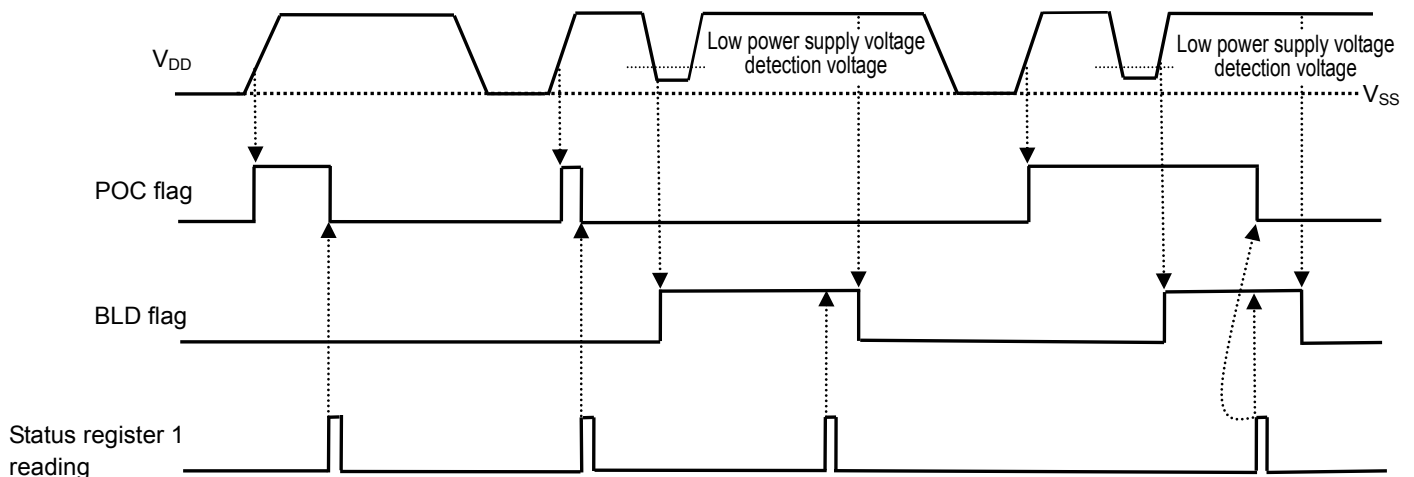 Low power supply voltage
detection voltage
Low power supply voltage
detection voltage
VDD
VSS
POC flag
BLD flag
Status register 1
reading